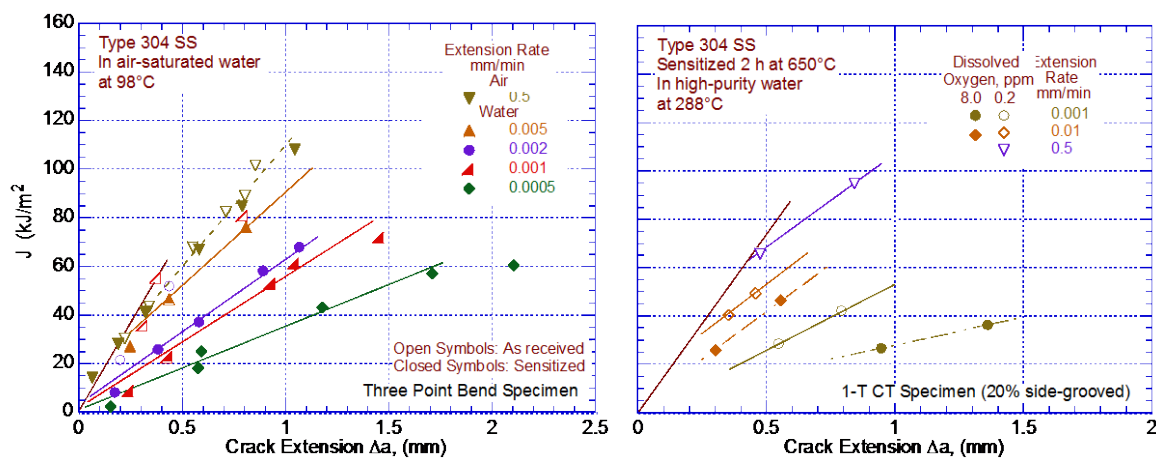 J (kJ/m²)
160
140
120
100
80
60
40
20
0
Type 304 SS
In air-saturated water
at 98°C
Extension Rate
mm/min
Air
0.5
Water
0.005
0.002
0.001
0.0005
Open Symbols: As received
Closed Symbols: Sensitized
Three Point Bend Specimen
0 0.5 1 1.5 2 2.5
Crack Extension Δa, (mm)
Type 304 SS
Sensitized 2 h at 650°C
In high-purity water
at 288°C
Dissolved Extension
Oxygen, ppm Rate
8.0 0.2 mm/min
0.001
0.01
0.5
1-T CT Specimen (20% side-grooved)
0 0.5 1 1.5 2
Crack Extension Δa, (mm)